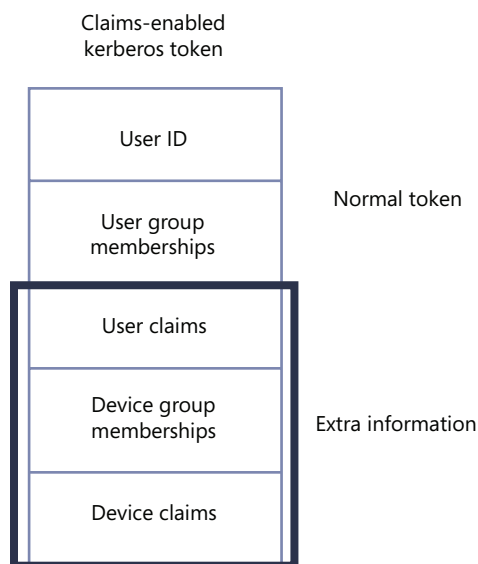 Claims-enabled
kerberos token
User ID
User group
memberships
Normal token
User claims
Device group
memberships
Extra information
Device claims